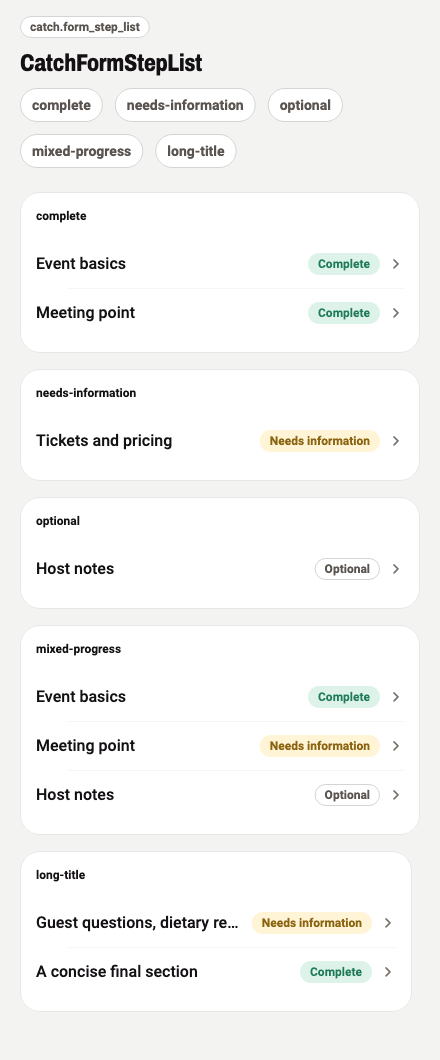 catch.form_step_list
CatchFormStepList
complete needs-information optional
mixed-progress long-title
complete
Event basics Complete
Meeting point Complete
needs-information
Tickets and pricing Needs information
optional
Host notes Optional
mixed-progress
Event basics Complete
Meeting point Needs information
Host notes Optional
long-title
Guest questions, dietary re... Needs information
A concise final section Complete